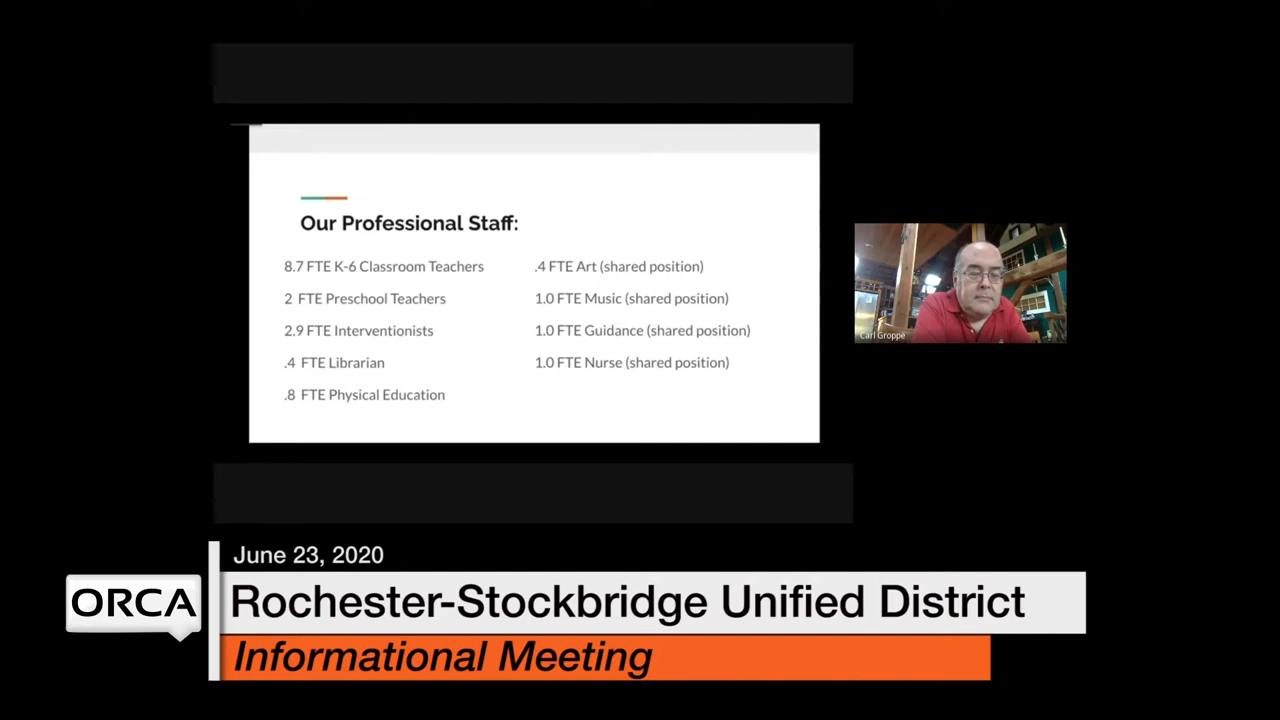 Our Professional Staff:
8.7 FTE K-6 Classroom Teachers
2 FTE Preschool Teachers
2.9 FTE Interventionists
.4 FTE Librarian
.8 FTE Physical Education
.4 FTE Art (shared position)
1.0 FTE Music (shared position)
1.0 FTE Guidance (shared position)
1.0 FTE Nurse (shared position)
Carl Groppe
June 23, 2020
ORCA
Rochester-Stockbridge Unified District
Informational Meeting